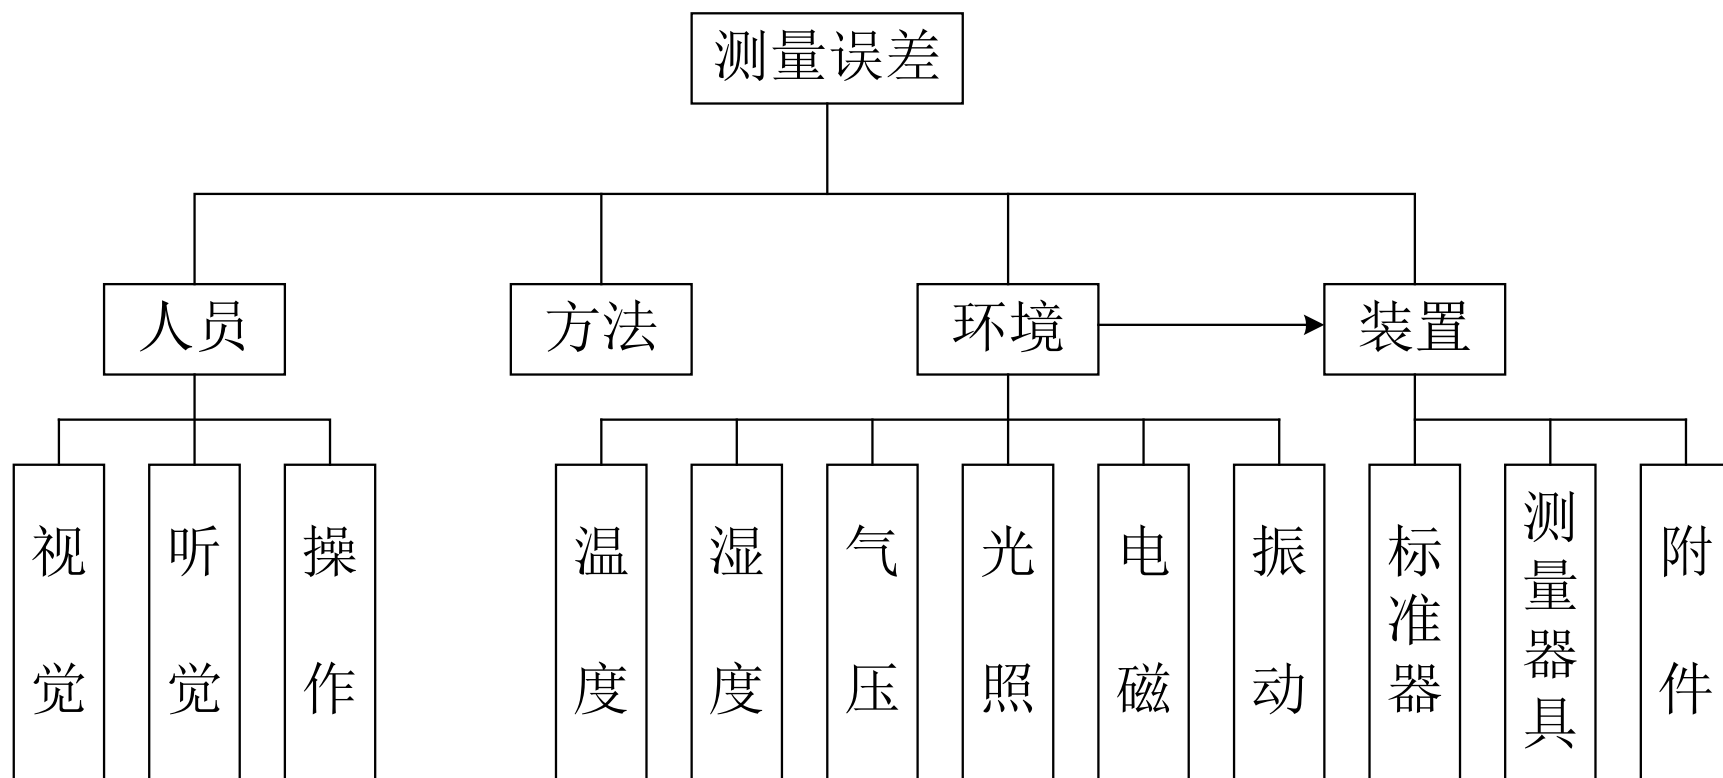 测量误差
人员
方法
环境
装置
视觉
听觉
操作
温度
湿度
气压
光照
电磁
振动
标准器
测量器具
附件